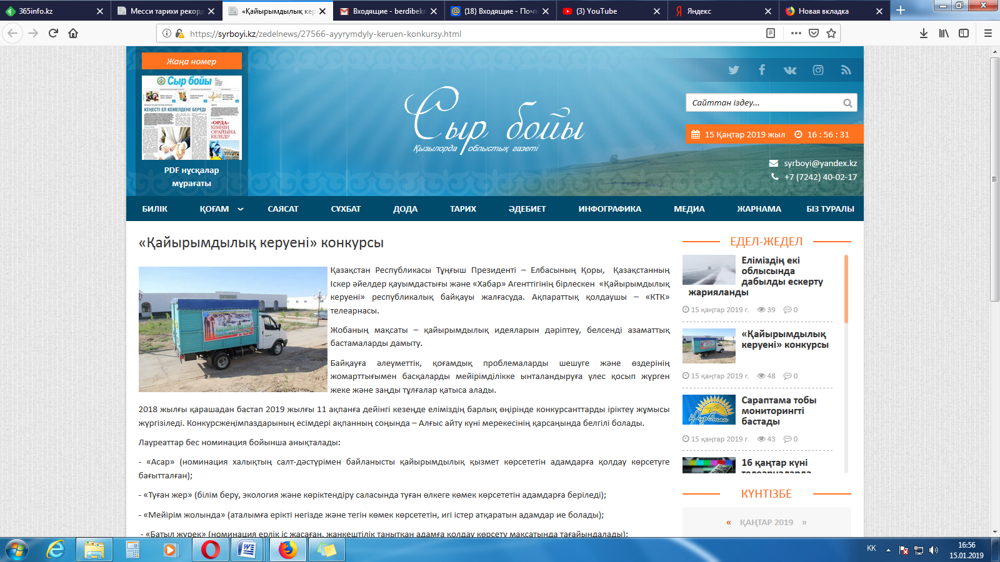 365info.kz
Месси тарихи рекорд
«Қайырымдылық кер
Входящие - berdibekn
(18) Входящие - Почт
(3) YouTube
Яндекс
Новая вкладка
https://syrboyi.kz/zedelnews/27566-ayyrymdyly-keruen-konkursy.html
Жаңа номер
Сыр бойы
КЕҢЕСТІ ЕЛ КЕМЕЛДЕНЕ БЕРЕДІ
«ОРДА»
КІМНІҢ
ОРАЙЫНА
КЕЛЕДІ?
PDF нұсқалар
мұрағаты
Сыр бойы
Қызылорда облыстық газеті
Сайттан іздеу...
15 Қаңтар 2019 жыл 16 : 56 : 31
syrboyi@yandex.kz
+7 (7242) 40-02-17
БИЛІК ҚОҒАМ САЯСАТ СҰХБАТ ДОДА ТАРИХ ӘДЕБИЕТ ИНФОГРАФИКА МЕДИА ЖАРНАМА БІЗ ТУРАЛЫ
«Қайырымдылық керуені» конкурсы
Қазақстан Республикасы Тұңғыш Президенті – Елбасының Қоры, Қазақстанның
Іскер әйелдер қауымдастығы және «Хабар» Агенттігінің бірлескен «Қайырымдылық
керуені» республикалық байқауы жалғасуда. Ақпараттық қолдаушы – «КТК»
телеарнасы.
Жобаның мақсаты – қайырымдылық идеяларын дәріптеу, белсенді азаматтық
бастамаларды дамыту.
Байқауға әлеуметтік, қоғамдық проблемаларды шешуге және өздерінің
жомарттығымен басқаларды мейірімділікке ынталандыруға үлес қосып жүрген
жеке және заңды тұлғалар қатыса алады.
2018 жылғы қарашадан бастап 2019 жылғы 11 ақпанға дейінгі кезеңде еліміздің барлық өңірінде конкурсанттарды іріктеу жұмысы
жүргізіледі. Конкурсжеңімпаздарының есімдері ақпанның соңында – Алғыс айту күні мерекесінің қарсаңында белгілі болады.
Лауреаттар бес номинация бойынша анықталады:
- «Асар» (номинация халықтың салт-дәстүрімен байланысты қайырымдылық қызмет көрсететін адамдарға қолдау көрсетуге
бағытталған);
- «Туған жер» (білім беру, экология және көріктендіру саласында туған өлкеге көмек көрсететін адамдарға беріледі);
- «Мейірім жолында» (аталымға ерікті негізде және тегін көмек көрсететін, игі істер атқаратын адамдар ие болады);
- «Батыл жүрек» (номинация ерлік іс жасаған, жанкештілік танытқан адамға қолдау көрсету мақсатында тағайындалады);
ЕДЕЛ-ЖЕДЕЛ
Еліміздің екі
облысында
дабылды ескерту
жарияланды
15 қаңтар 2019 г. 39 0
«Қайырымдылық
керуені» конкурсы
15 қаңтар 2019 г. 48 0
Нұр Отан
Сараптама тобы
мониторингті
бастады
15 қаңтар 2019 г. 43 0
16 қаңтар күні
телеарналарда
КҮНТІЗБЕ
« ҚАҢТАР 2019 »
KK
16:56
15.01.2019